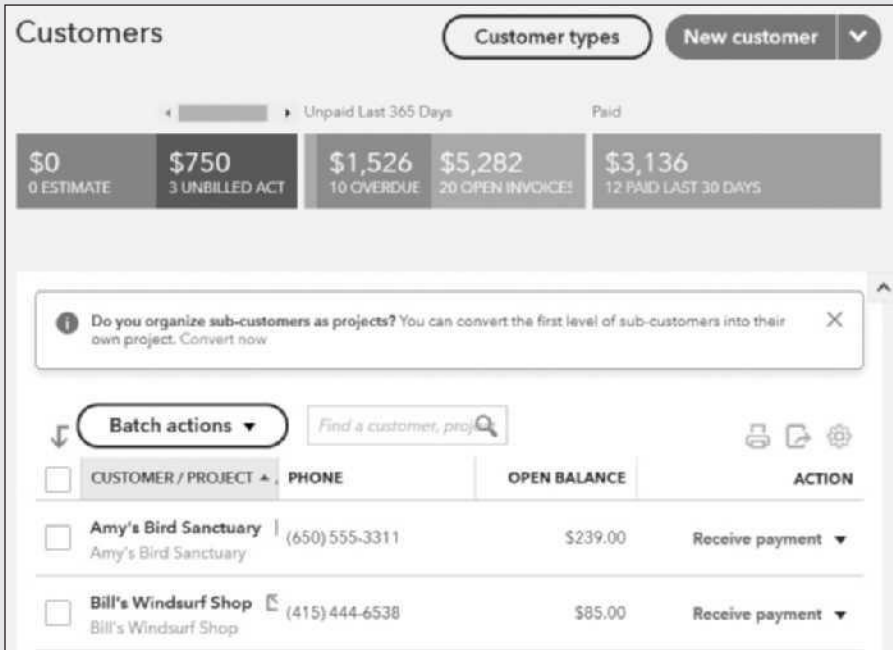 Customers
Customer types
New customer
Unpaid Last 365 Days
Paid
$0
0 ESTIMATE
$750
3 UNBILLED ACT
$1,526
10 OVERDUE
$5,282
20 OPEN INVOICES
$3,136
12 PAID LAST 30 DAYS
Do you organize sub-customers as projects? You can convert the first level of sub-customers into their
own project. Convert now
Batch actions
Find a customer, proj
CUSTOMER / PROJECT PHONE OPEN BALANCE ACTION
Amy's Bird Sanctuary (650) 555-3311 $239.00 Receive payment
Amy's Bird Sanctuary
Bill's Windsurf Shop (415) 444-6538 $85.00 Receive payment
Bill's Windsurf Shop